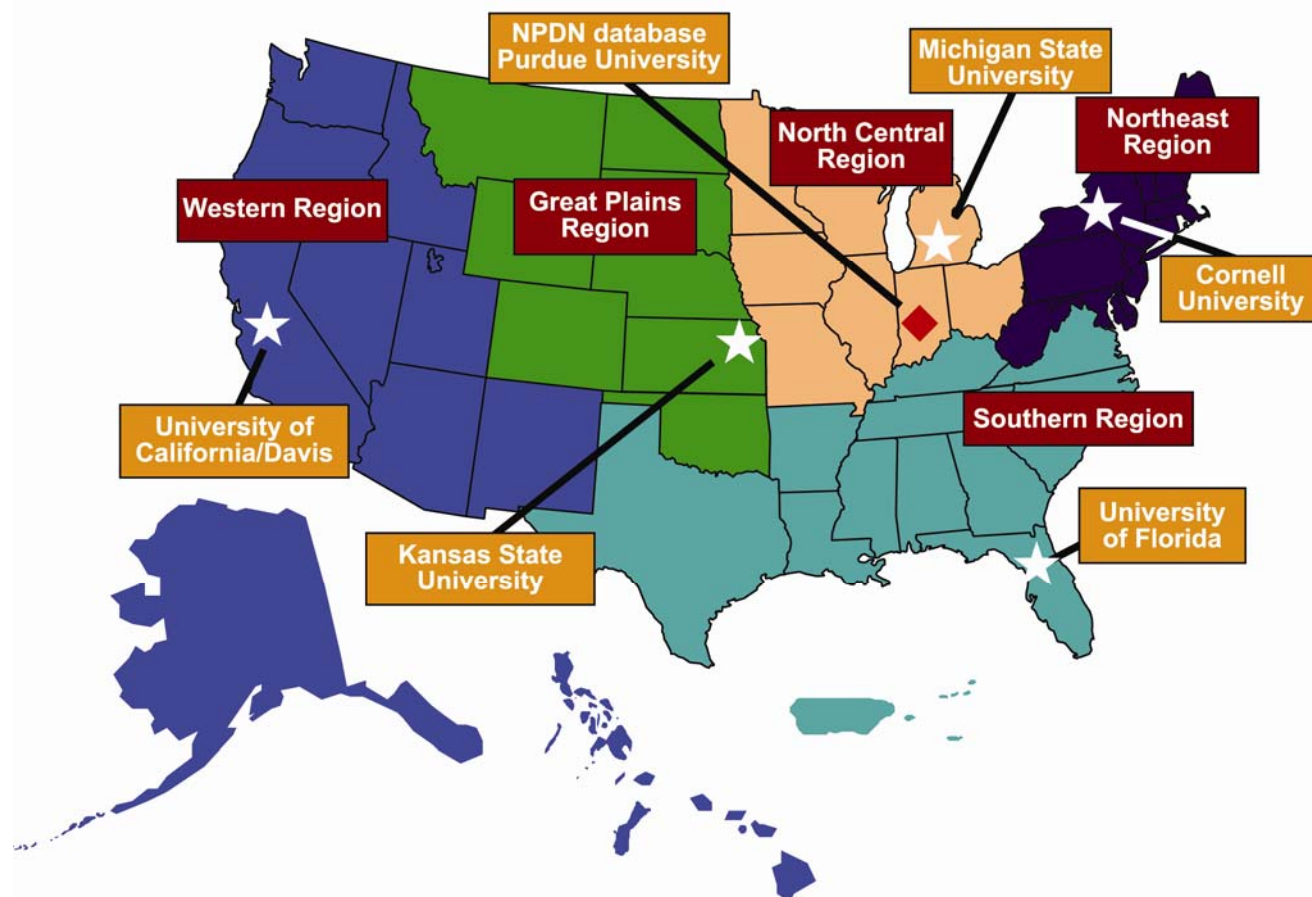 NPDN database
Purdue University
Michigan State
University
North Central
Region
Northeast
Region
Western Region
Great Plains
Region
Cornell
University
University of
California/Davis
Southern Region
Kansas State
University
University
of Florida